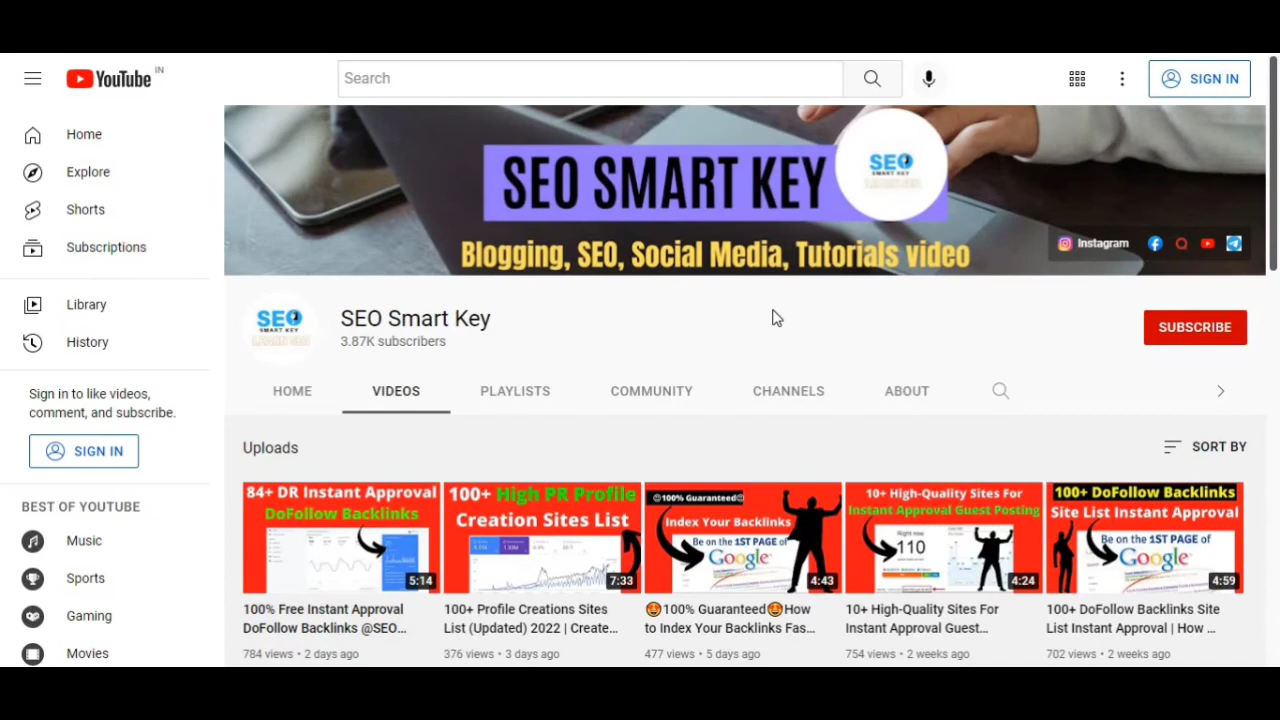 YouTube IN
Search
SIGN IN
Home
Explore
Shorts
Subscriptions
Library
History
Sign in to like videos,
comment, and subscribe.
SIGN IN
BEST OF YOUTUBE
Music
Sports
Gaming
Movies
SEO SMART KEY
SEO
SMART KEY
Blogging, SEO, Social Media, Tutorials video
Instagram
SEO
SMART KEY
LEARN SEO
SEO Smart Key
3.87K subscribers
SUBSCRIBE
HOME
VIDEOS
PLAYLISTS
COMMUNITY
CHANNELS
ABOUT
Uploads
SORT BY
84+ DR Instant Approval
DoFollow Backlinks
5:14
100% Free Instant Approval
DoFollow Backlinks @SEO...
784 views • 2 days ago
100+ High PR Profile
Creation Sites List
7:33
100+ Profile Creations Sites
List (Updated) 2022 | Create...
376 views • 3 days ago
🤩100% Guaranteed🤩
Index Your Backlinks
Be on the 1ST PAGE of
Google
4:43
🤩100% Guaranteed🤩How
to Index Your Backlinks Fas...
477 views • 5 days ago
10+ High-Quality Sites For
Instant Approval Guest Posting
Right now
110
4:24
10+ High-Quality Sites For
Instant Approval Guest...
754 views • 2 weeks ago
100+ DoFollow Backlinks
Site List Instant Approval
Be on the 1ST PAGE of
Google
4:59
100+ DoFollow Backlinks Site
List Instant Approval | How ...
702 views • 2 weeks ago